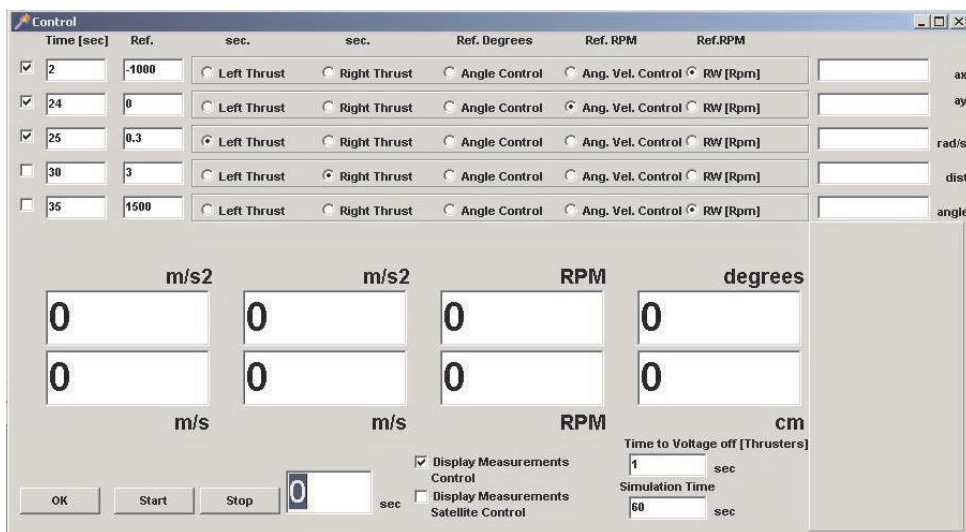 Control
Time [sec] Ref. sec. sec. Ref. Degrees Ref. RPM Ref.RPM
2 -1000 Left Thrust Right Thrust Angle Control Ang. Vel. Control RW [Rpm] ax
24 0 Left Thrust Right Thrust Angle Control Ang. Vel. Control RW [Rpm] ay
25 0.3 Left Thrust Right Thrust Angle Control Ang. Vel. Control RW [Rpm] rad/s
30 3 Left Thrust Right Thrust Angle Control Ang. Vel. Control RW [Rpm] dist
35 1500 Left Thrust Right Thrust Angle Control Ang. Vel. Control RW [Rpm] angle
m/s2 m/s2 RPM degrees
0 0 0 0
0 0 0 0
m/s m/s RPM cm
Time to Voltage off [Thrusters]
1 sec
Simulation Time
60 sec
Display Measurements
Control
Display Measurements
Satellite Control
OK Start Stop 0 sec